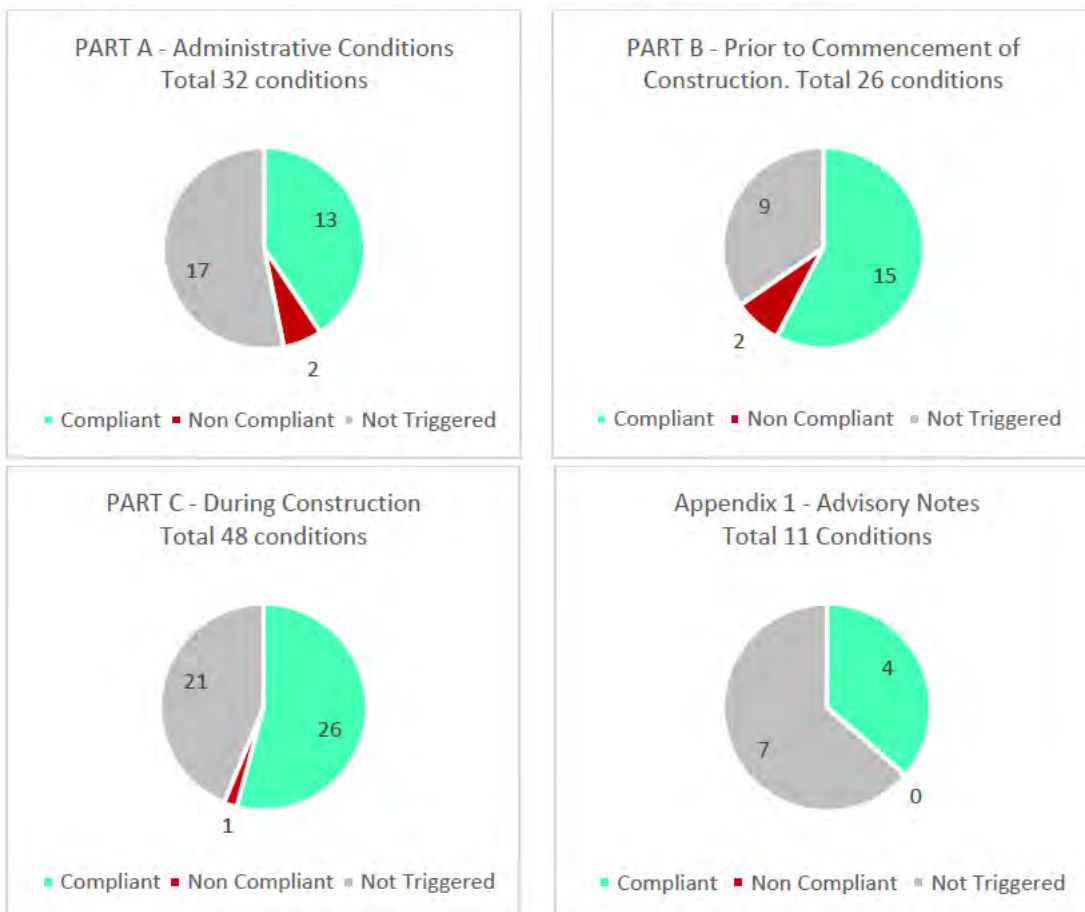 PART A - Administrative Conditions
Total 32 conditions
13
17
2
Compliant Non Compliant Not Triggered
PART B - Prior to Commencement of
Construction. Total 26 conditions
9
15
2
Compliant Non Compliant Not Triggered
PART C - During Construction
Total 48 conditions
21
26
1
Compliant Non Compliant Not Triggered
Appendix 1 - Advisory Notes
Total 11 Conditions
4
7
0
Compliant Non Compliant Not Triggered